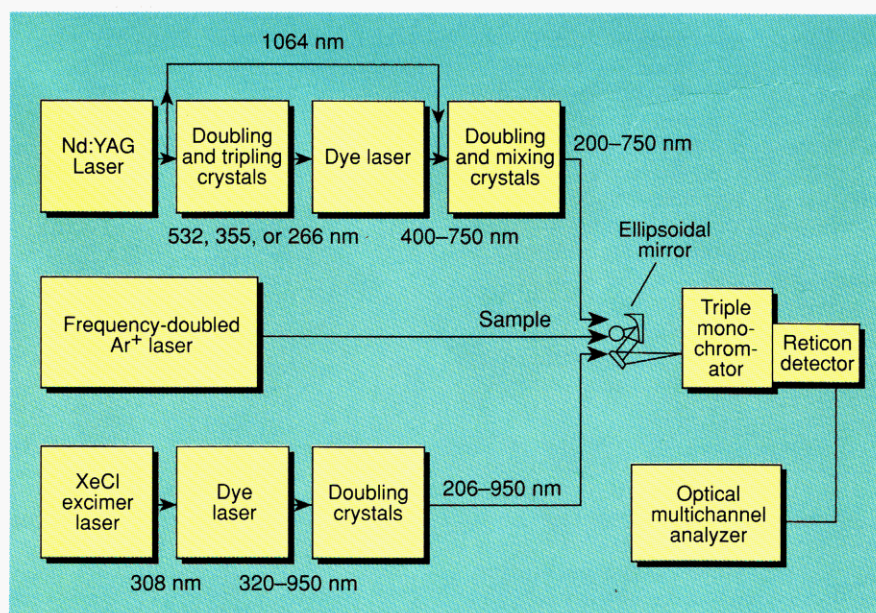 1064 nm
Nd:YAG
Laser
Doubling
and tripling
crystals
Dye laser
Doubling
and mixing
crystals
200–750 nm
532, 355, or 266 nm
400–750 nm
Ellipsoidal
mirror
Frequency-doubled
Ar⁺ laser
Sample
Triple
mono-
chrom-
ator
Reticon
detector
XeCl
excimer
laser
Dye
laser
Doubling
crystals
206–950 nm
308 nm
320–950 nm
Optical
multichannel
analyzer